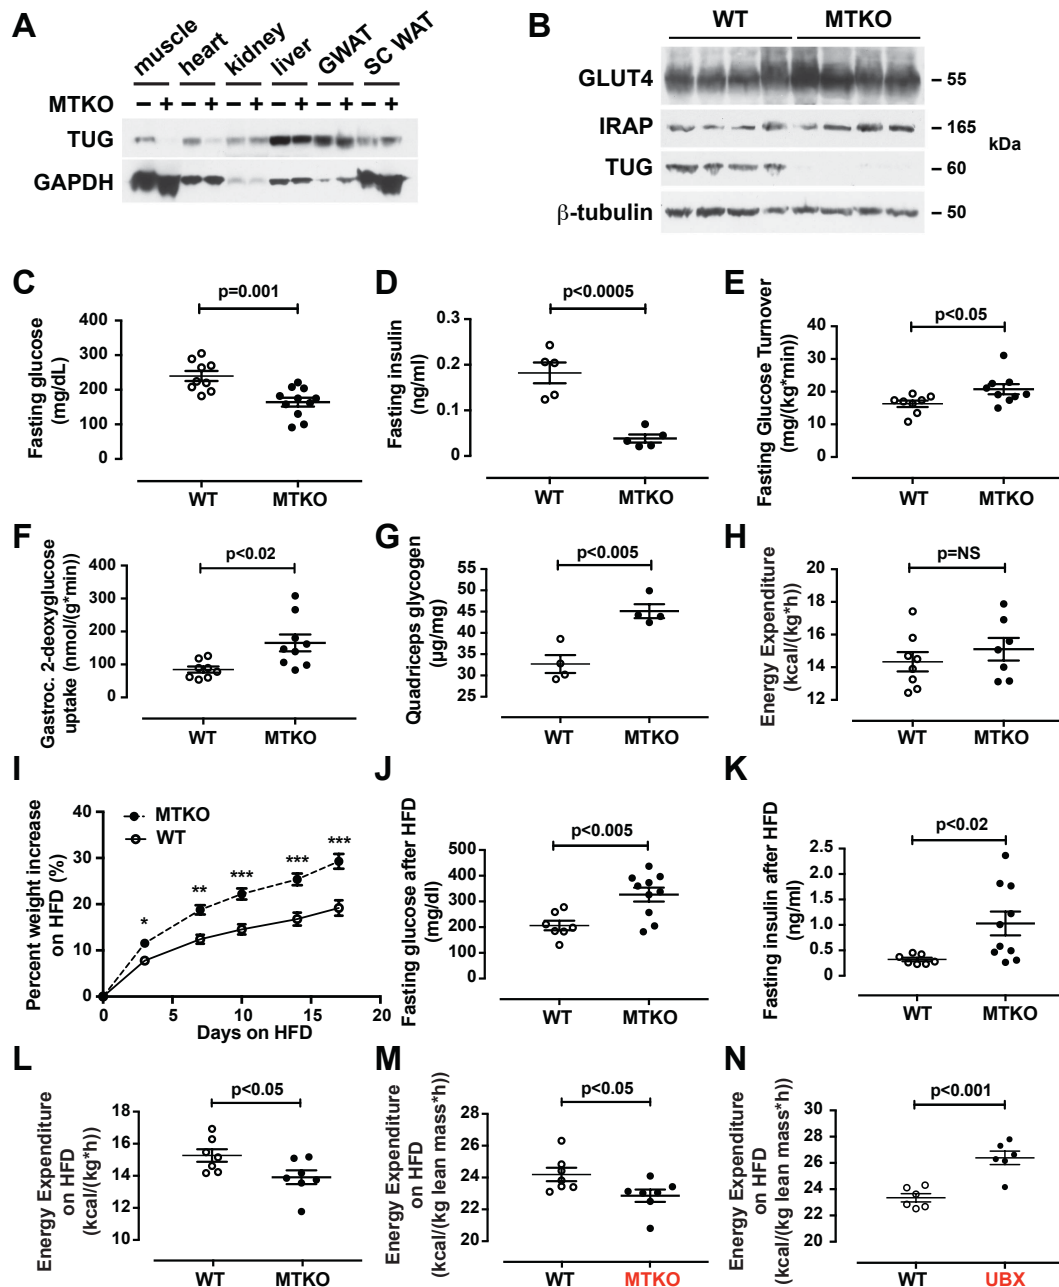 A
muscle heart kidney liver GWAT SC WAT
MTKO – + – + – + – + – + – +
TUG
GAPDH
B
WT MTKO
GLUT4 – 55
IRAP – 165
kDa
TUG – 60
β-tubulin – 50
C
p=0.001
Fasting glucose
(mg/dL)
400
300
200
100
0
WT MTKO
D
p<0.0005
Fasting insulin
(ng/ml)
0.3
0.2
0.1
0
WT MTKO
E
p<0.05
Fasting Glucose Turnover
(mg/(kg*min))
40
30
20
10
0
WT MTKO
F
p<0.02
Gastroc. 2-deoxyglucose
uptake (nmol/(g*min))
400
300
200
100
0
WT MTKO
G
p<0.005
Quadriceps glycogen
(µg/mg)
55
50
45
40
35
30
25
WT MTKO
H
p=NS
Energy Expenditure
(kcal/(kg*h))
20
18
16
14
12
WT MTKO
I
Percent weight increase
on HFD (%)
40
30
20
10
0
MTKO
WT
* ** *** *** ***
0 5 10 15 20
Days on HFD
J
p<0.005
Fasting glucose after HFD
(mg/dl)
500
400
300
200
100
0
WT MTKO
K
p<0.02
Fasting insulin after HFD
(ng/ml)
2.5
2.0
1.5
1.0
0.5
0
WT MTKO
L
p<0.05
Energy Expenditure
on HFD
(kcal/(kg*h))
18
16
14
12
10
WT MTKO
M
p<0.05
Energy Expenditure
on HFD
(kcal/(kg lean mass*h))
28
26
24
22
20
WT MTKO
N
p<0.001
Energy Expenditure
on HFD
(kcal/(kg lean mass*h))
30
28
26
24
22
20
WT UBX